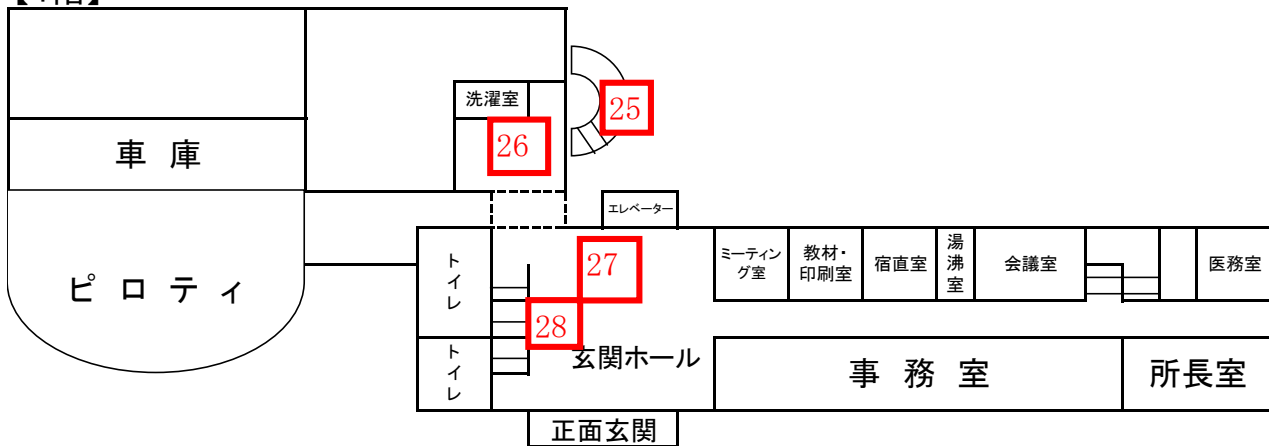 洗濯室
25
26
車 庫
エレベーター
ピ ロ テ ィ
トイレ
27
28
ミーティン
グ室
教材・
印刷室
宿直室
湯沸室
会議室
医務室
トイレ
玄関ホール
事 務 室
所長室
正面玄関